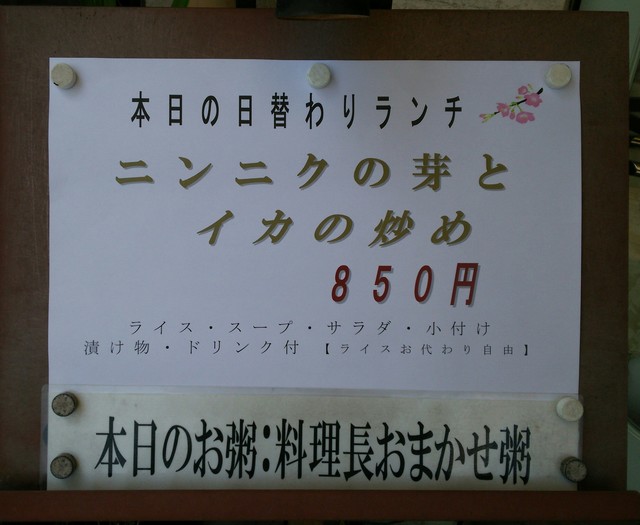 本日の日替わりランチ
ニンニクの芽と
イカの炒め
850円
ライス・スープ・サラダ・小付け
漬け物・ドリンク付【ライスお代わり自由】
本日のお粥:料理長おまかせ粥